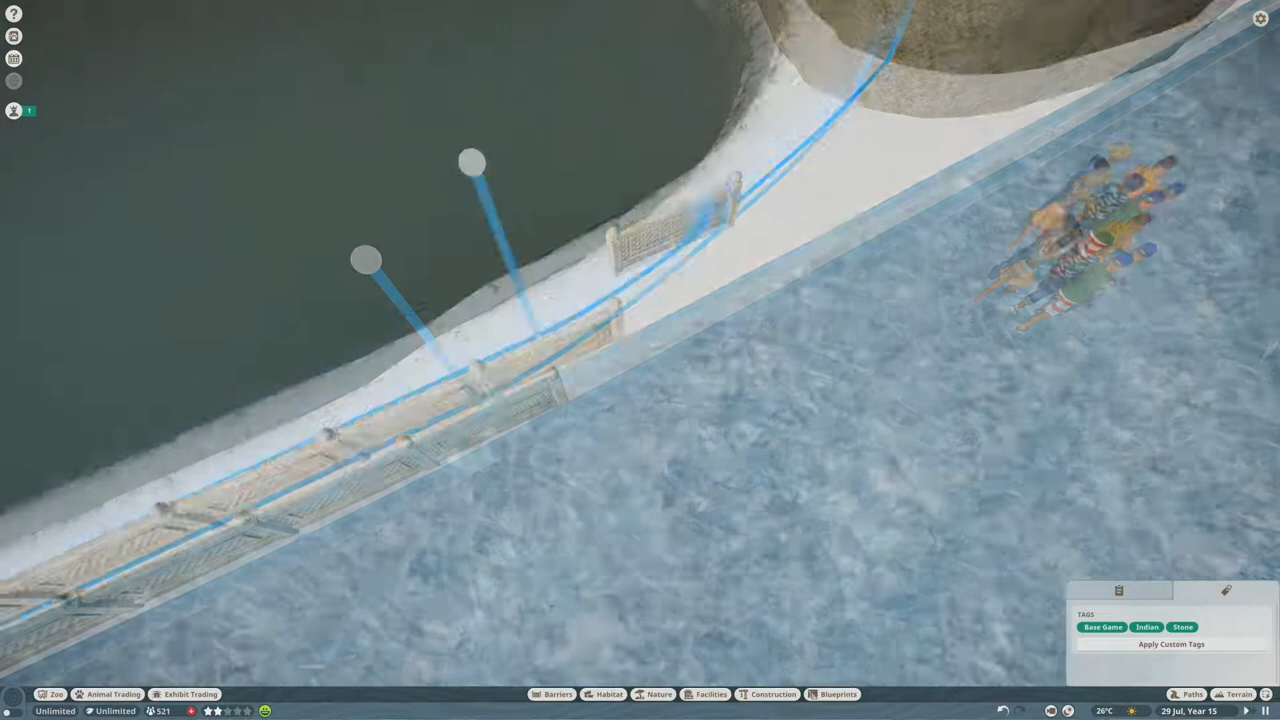 ?
1
TAGS
Base Game Indian Stone
Apply Custom Tags
Zoo Animal Trading Exhibit Trading Barriers Habitat Nature Facilities Construction Blueprints Paths Terrain
Unlimited Unlimited 521 26°C 29 Jul, Year 15